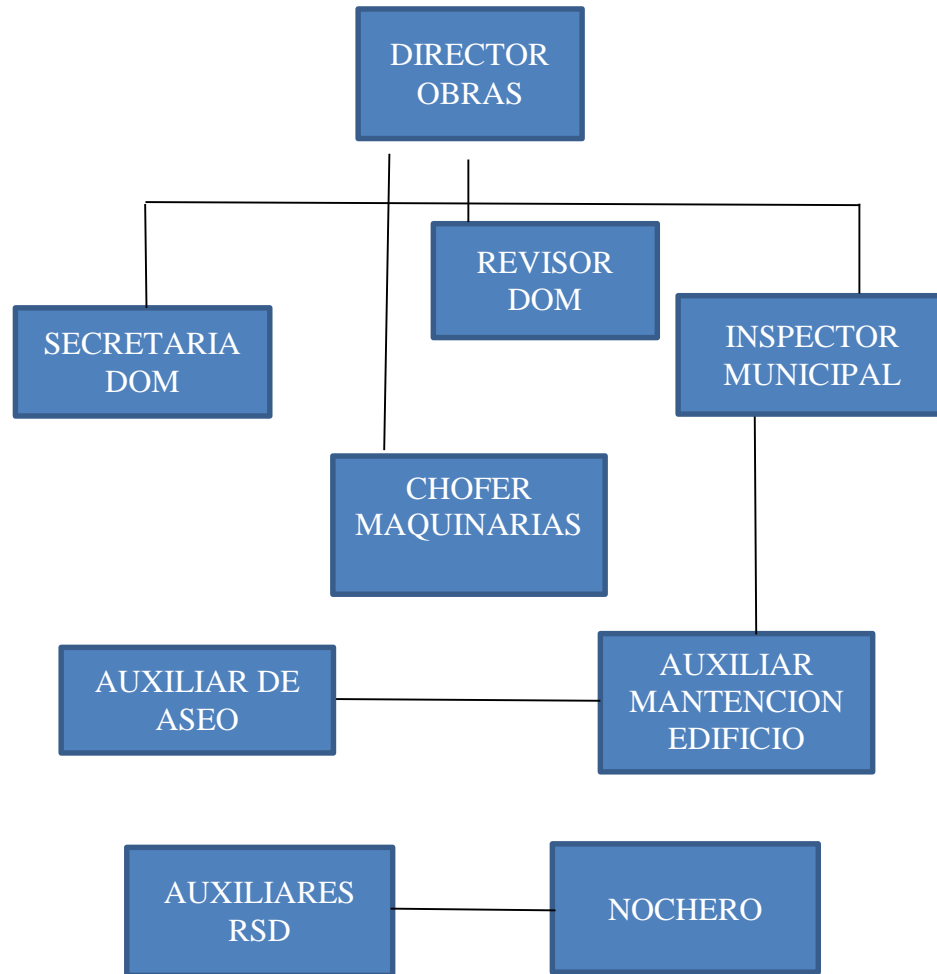 DIRECTOR
OBRAS
REVISOR
DOM
SECRETARIA
DOM
INSPECTOR
MUNICIPAL
CHOFER
MAQUINARIAS
AUXILIAR DE
ASEO
AUXILIAR
MANTENCION
EDIFICIO
AUXILIARES
RSD
NOCHERO